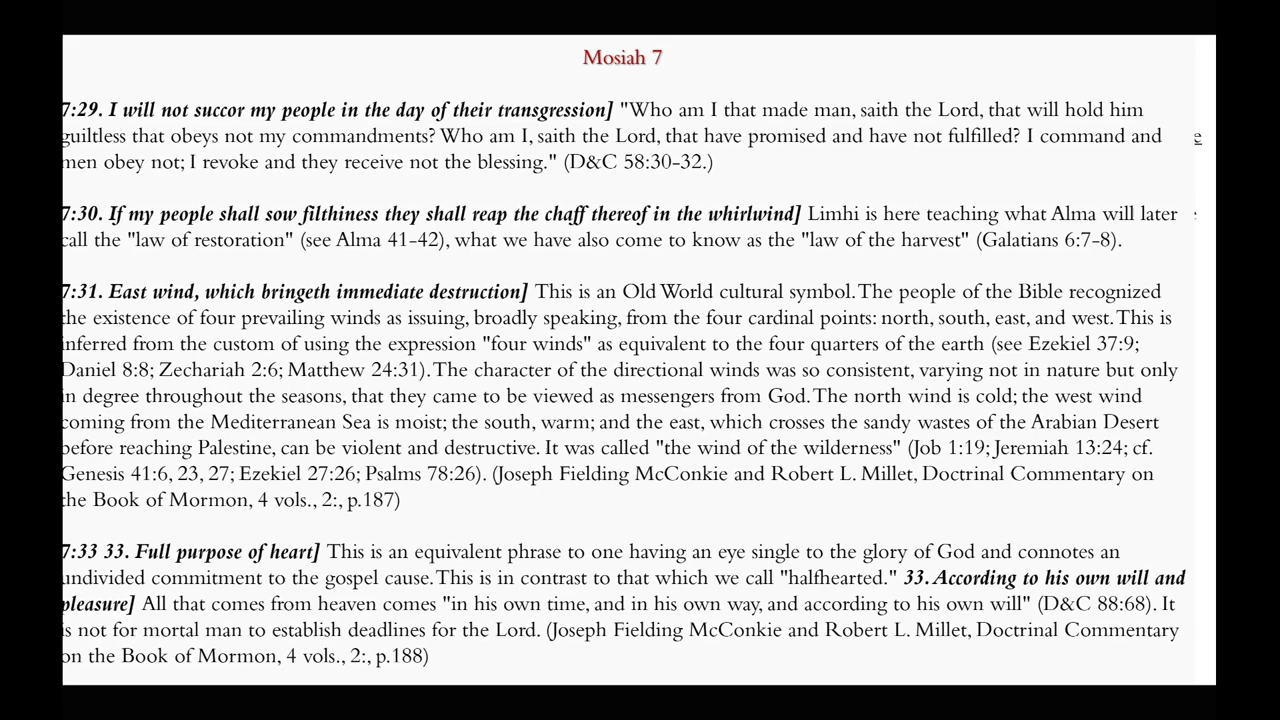 Mosiah 7
7:29. I will not succor my people in the day of their transgression] "Who am I that made man, saith the Lord, that will hold him
guiltless that obeys not my commandments? Who am I, saith the Lord, that have promised and have not fulfilled? I command and
men obey not; I revoke and they receive not the blessing." (D&C 58:30-32.)
7:30. If my people shall sow filthiness they shall reap the chaff thereof in the whirlwind] Limhi is here teaching what Alma will later
call the "law of restoration" (see Alma 41-42), what we have also come to know as the "law of the harvest" (Galatians 6:7-8).
7:31. East wind, which bringeth immediate destruction] This is an Old World cultural symbol. The people of the Bible recognized
the existence of four prevailing winds as issuing, broadly speaking, from the four cardinal points: north, south, east, and west. This is
inferred from the custom of using the expression "four winds" as equivalent to the four quarters of the earth (see Ezekiel 37:9;
Daniel 8:8; Zechariah 2:6; Matthew 24:31). The character of the directional winds was so consistent, varying not in nature but only
in degree throughout the seasons, that they came to be viewed as messengers from God. The north wind is cold; the west wind
coming from the Mediterranean Sea is moist; the south, warm; and the east, which crosses the sandy wastes of the Arabian Desert
before reaching Palestine, can be violent and destructive. It was called "the wind of the wilderness" (Job 1:19; Jeremiah 13:24; cf.
Genesis 41:6, 23, 27; Ezekiel 27:26; Psalms 78:26). (Joseph Fielding McConkie and Robert L. Millet, Doctrinal Commentary on
the Book of Mormon, 4 vols., 2:, p.187)
7:33 33. Full purpose of heart] This is an equivalent phrase to one having an eye single to the glory of God and connotes an
undivided commitment to the gospel cause. This is in contrast to that which we call "halfhearted." 33. According to his own will and
pleasure] All that comes from heaven comes "in his own time, and in his own way, and according to his own will" (D&C 88:68). It
is not for mortal man to establish deadlines for the Lord. (Joseph Fielding McConkie and Robert L. Millet, Doctrinal Commentary
on the Book of Mormon, 4 vols., 2:, p.188)